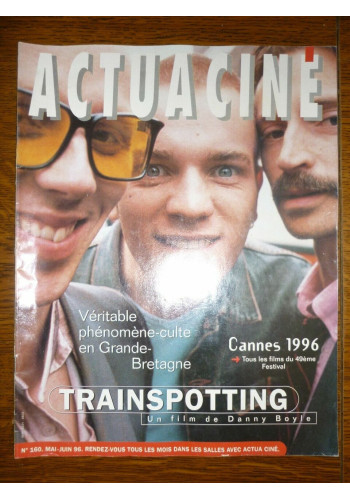 ACTUACINÉ
Véritable
phénomène-culte
en Grande-
Bretagne
Cannes 1996
Tous les films du 49ème
Festival
TRAINSPOTTING
Un film de Danny Boyle
N° 160. MAI-JUIN 96. RENDEZ-VOUS TOUS LES MOIS DANS LES SALLES AVEC ACTUA CINÉ.